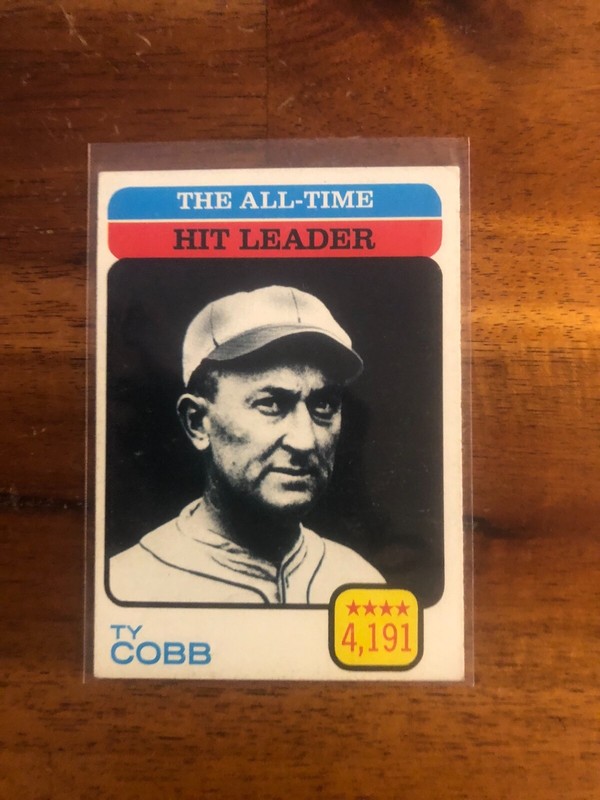 THE ALL-TIME
HIT LEADER
TY
COBB
4,191